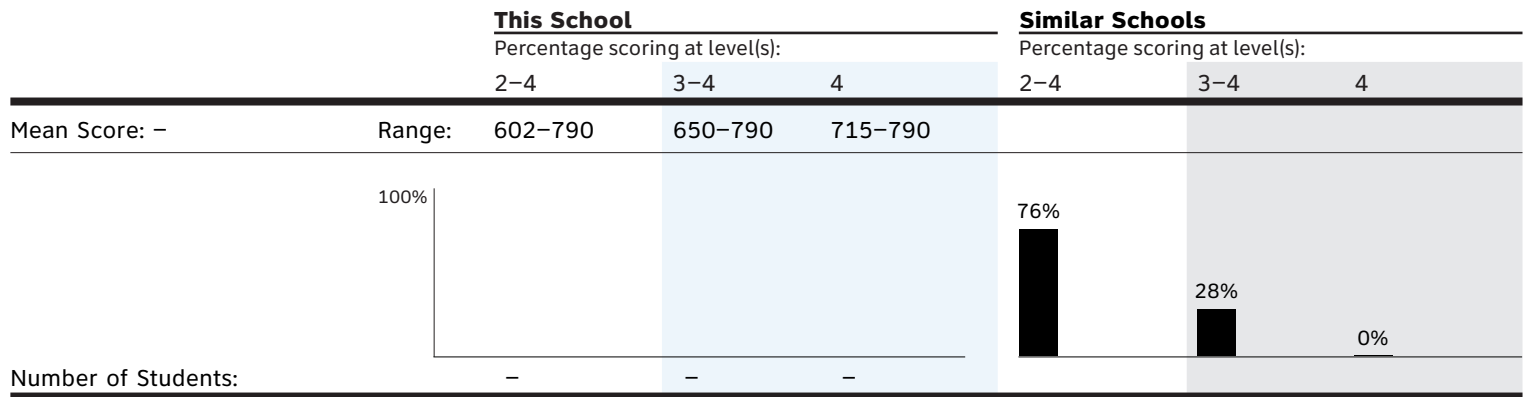 This School Similar Schools
Percentage scoring at level(s): Percentage scoring at level(s):
2–4 3–4 4 2–4 3–4 4
Mean Score: – Range: 602–790 650–790 715–790
100%
76%
28%
0%
Number of Students: – – –